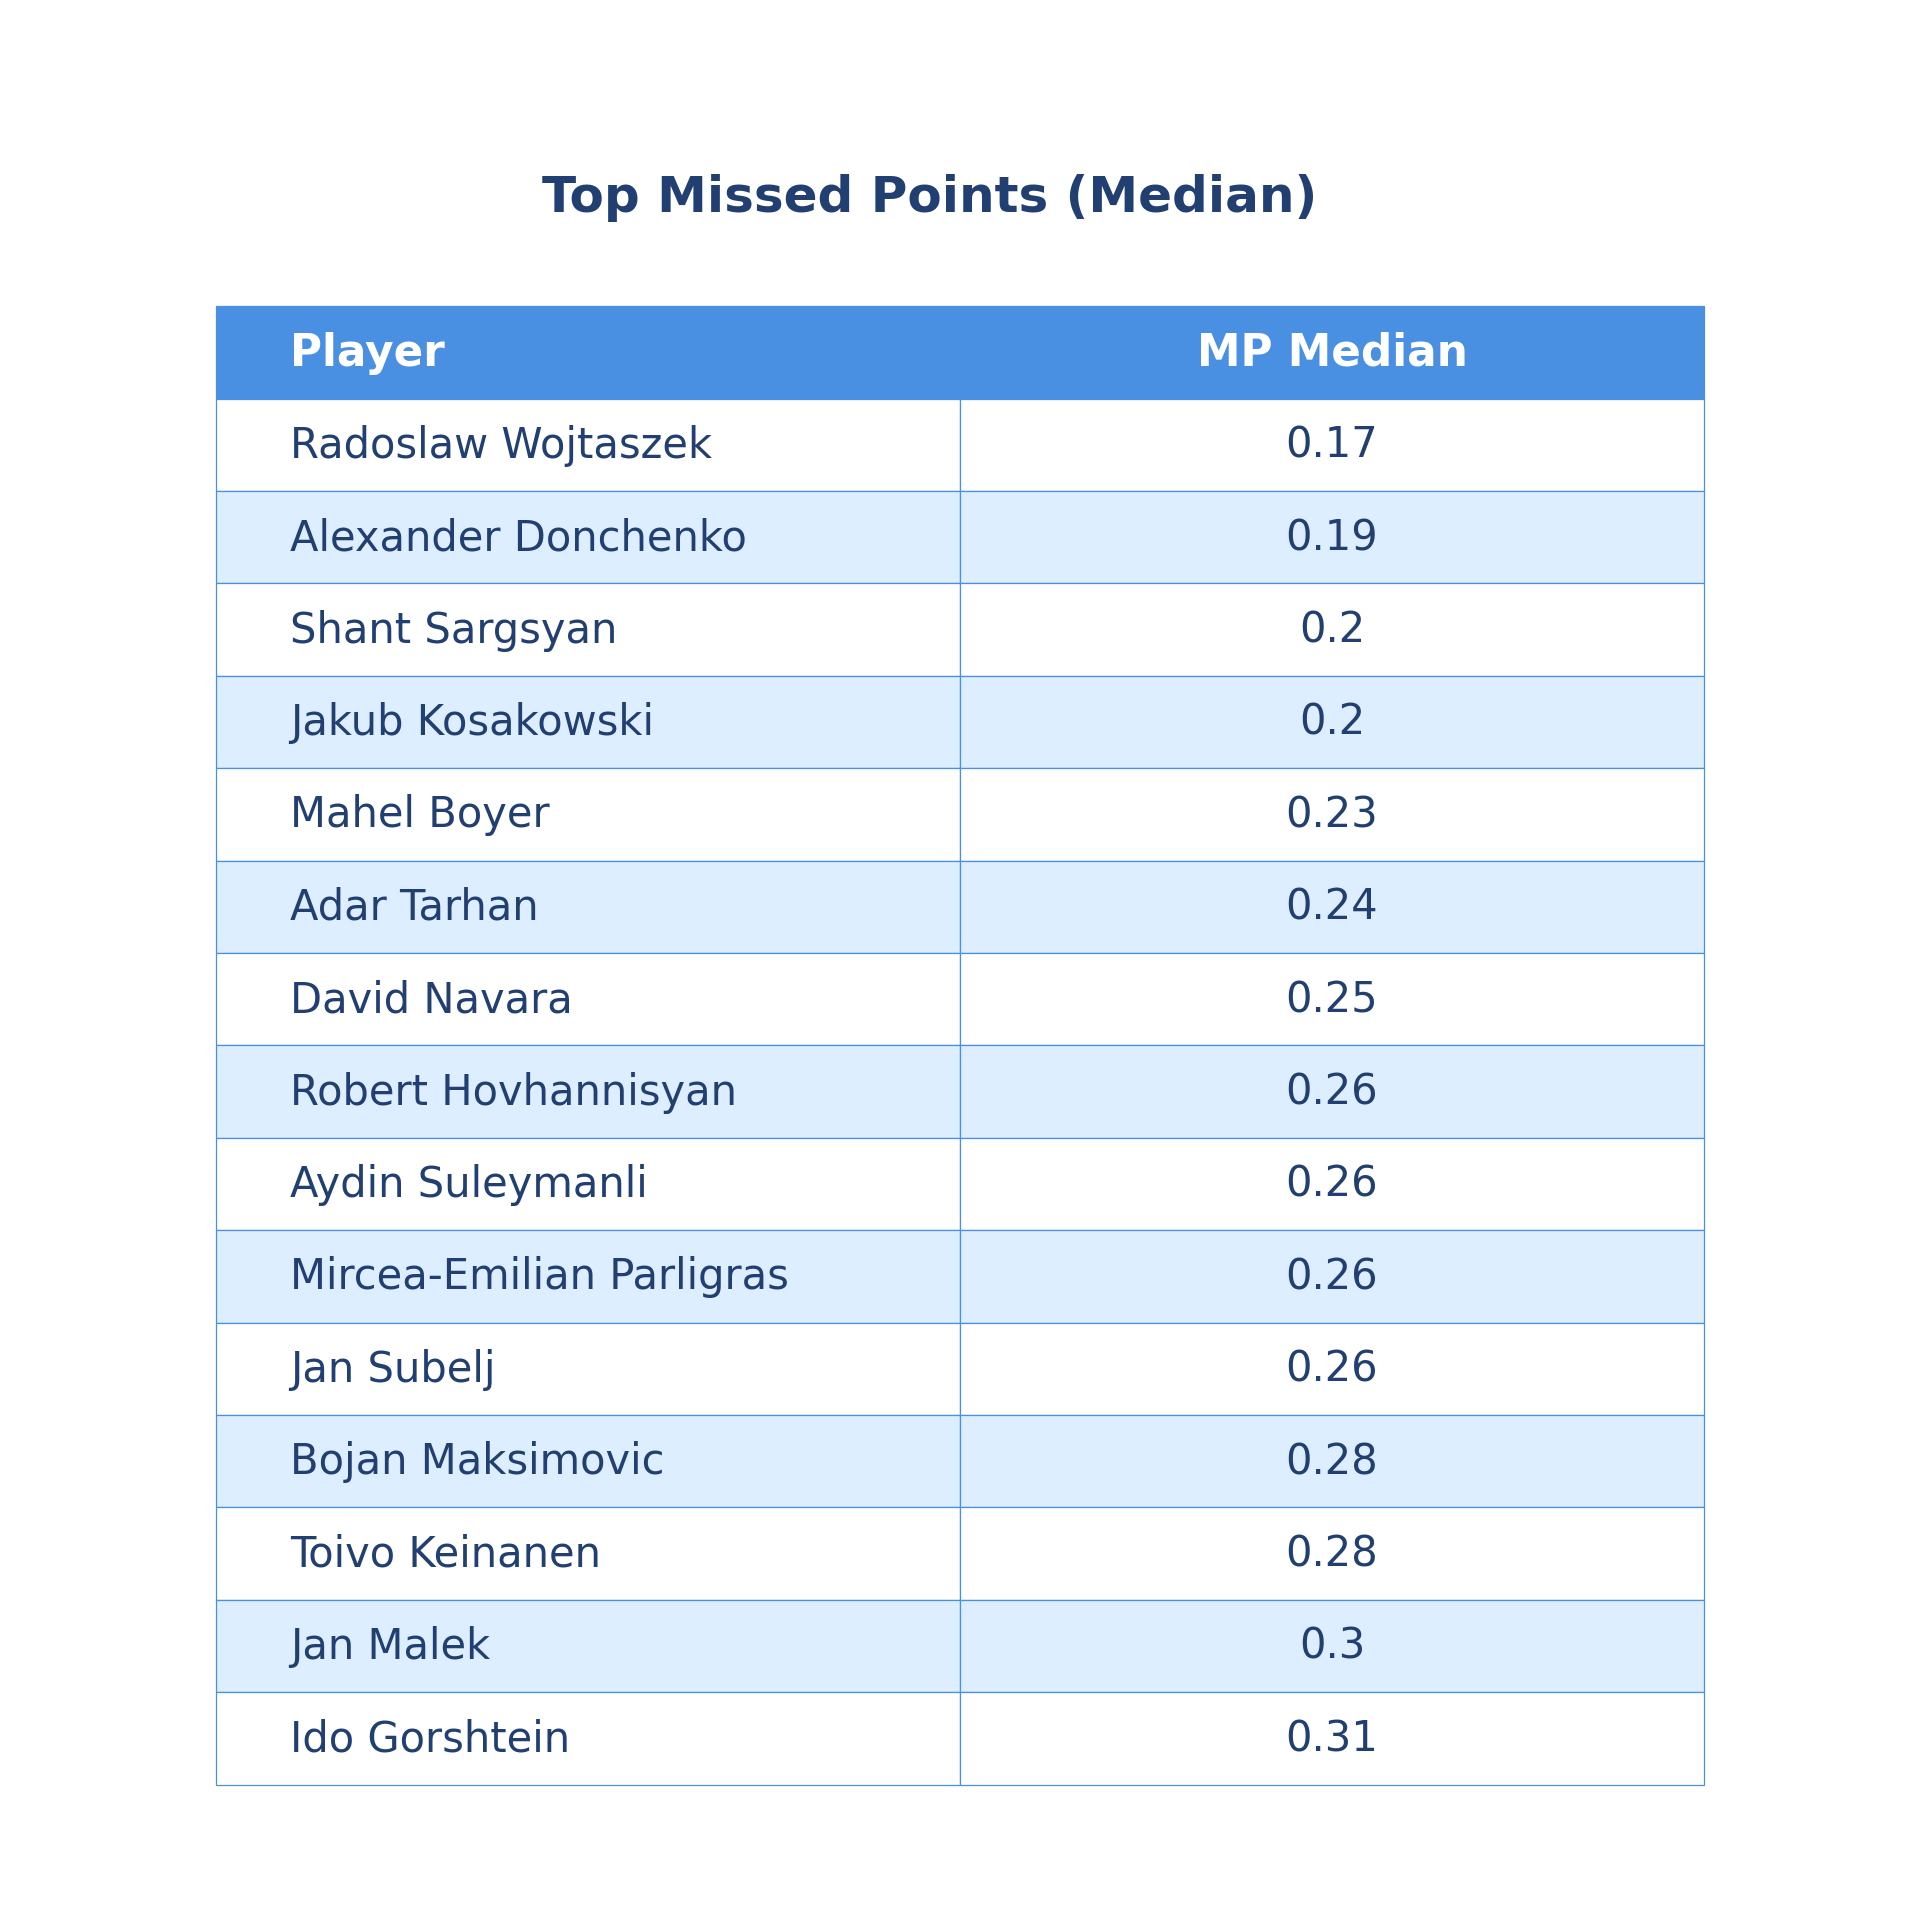 Top Missed Points (Median)
Player MP Median
Radoslaw Wojtaszek 0.17
Alexander Donchenko 0.19
Shant Sargsyan 0.2
Jakub Kosakowski 0.2
Mahel Boyer 0.23
Adar Tarhan 0.24
David Navara 0.25
Robert Hovhannisyan 0.26
Aydin Suleymanli 0.26
Mircea-Emilian Parligras 0.26
Jan Subelj 0.26
Bojan Maksimovic 0.28
Toivo Keinanen 0.28
Jan Malek 0.3
Ido Gorshtein 0.31